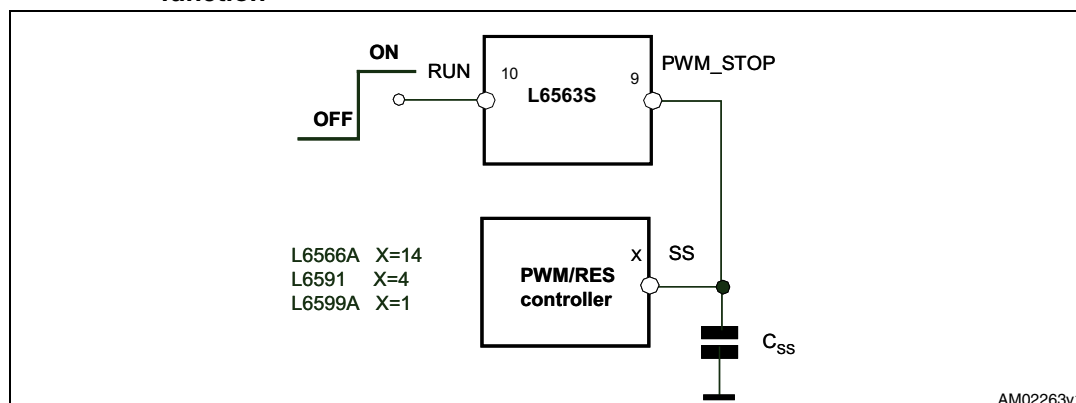 function
ON
RUN
10
9
PWM_STOP
L6563S
OFF
L6566A X=14
L6591 X=4
L6599A X=1
x
SS
PWM/RES
controller
CSS